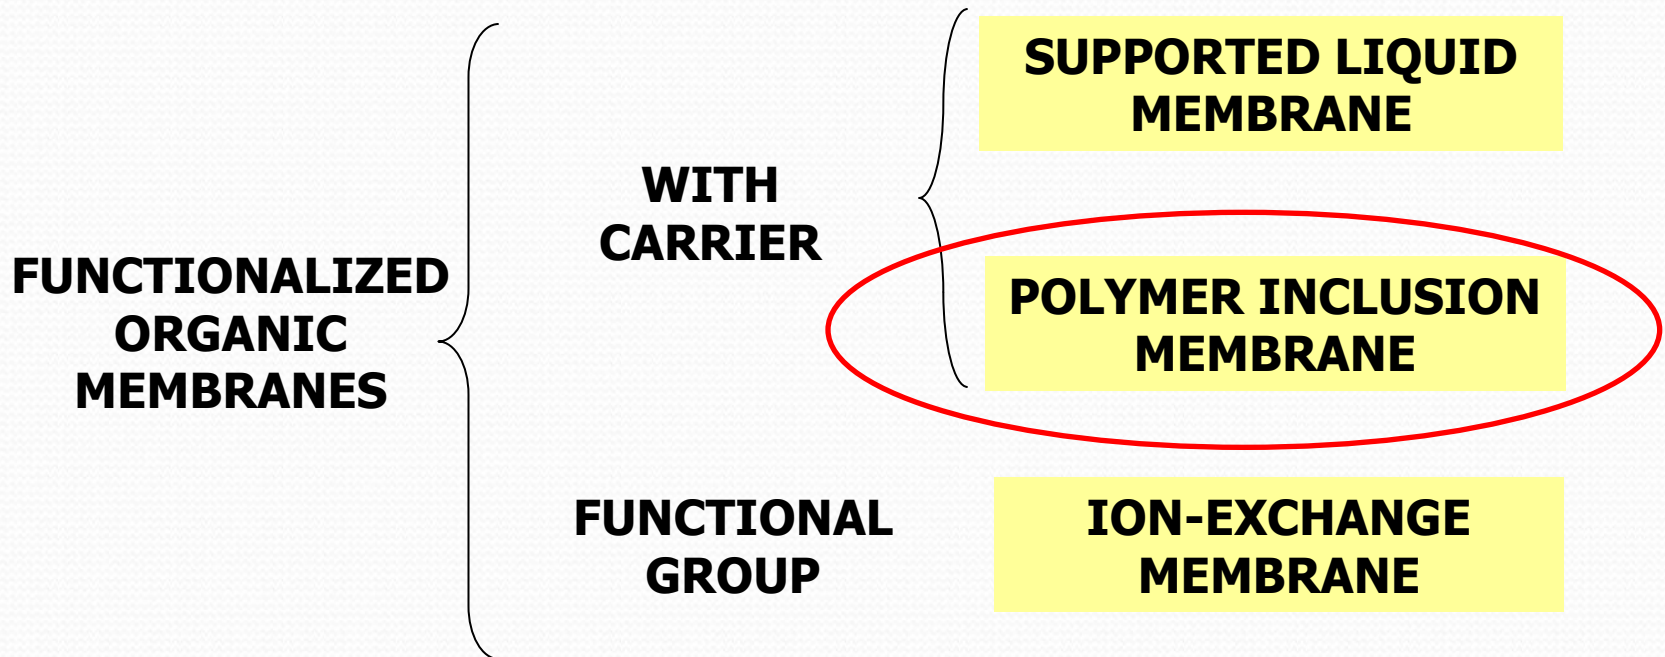 FUNCTIONALIZED
ORGANIC
MEMBRANES
WITH
CARRIER
SUPPORTED LIQUID
MEMBRANE
POLYMER INCLUSION
MEMBRANE
FUNCTIONAL
GROUP
ION-EXCHANGE
MEMBRANE